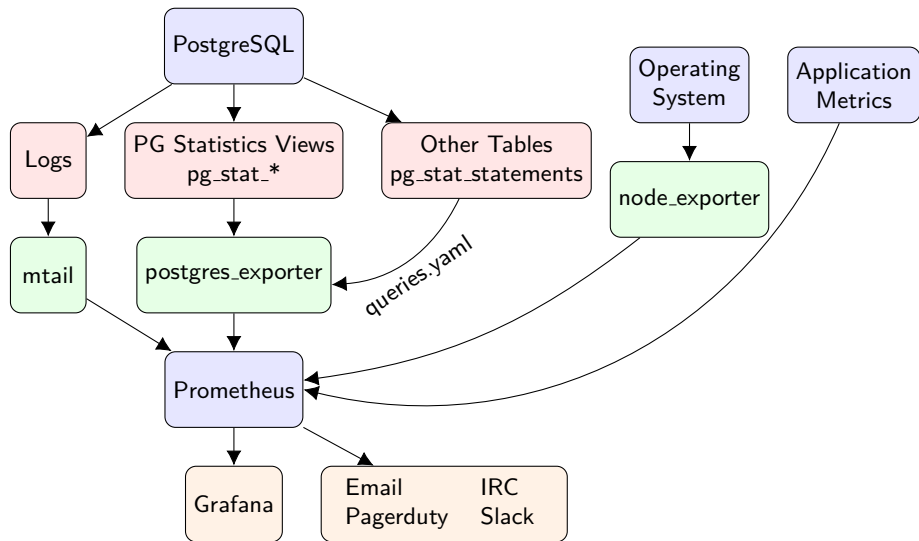 PostgreSQL
Operating
System
Application
Metrics
Logs
PG Statistics Views
pg_stat_*
Other Tables
pg_stat_statements
node_exporter
mtail
postgres_exporter
queries.yaml
Prometheus
Grafana
Email IRC
Pagerduty Slack